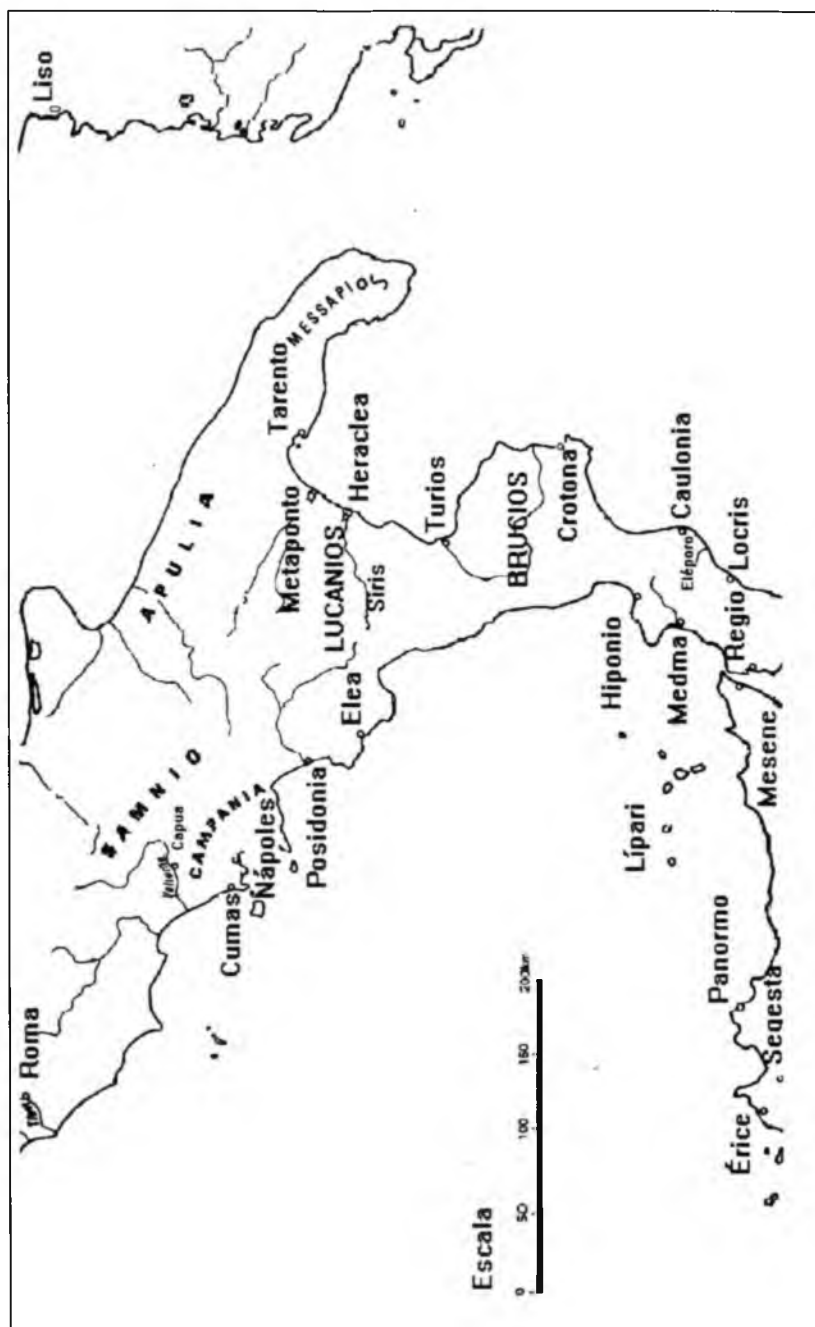 Liso
Roma
SAMNIO
APULIA
MESSAPIOS
Capua
CAMPANIA
Cumas
Nápoles
Posidonia
Tarento
Metaponto
Heraclea
LUCANIOS
Siris
Elea
Turios
BRUCIOS
Crotona
Hiponio
Medma
Eléporo
Caulonia
Locris
Regio
Mesene
Lípari
Panormo
Segesta
Érice
Escala
0 50 100 150 200km